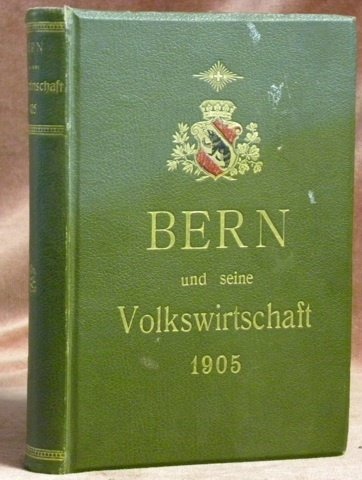 BERN
und seine
Volkswirtschaft
1905